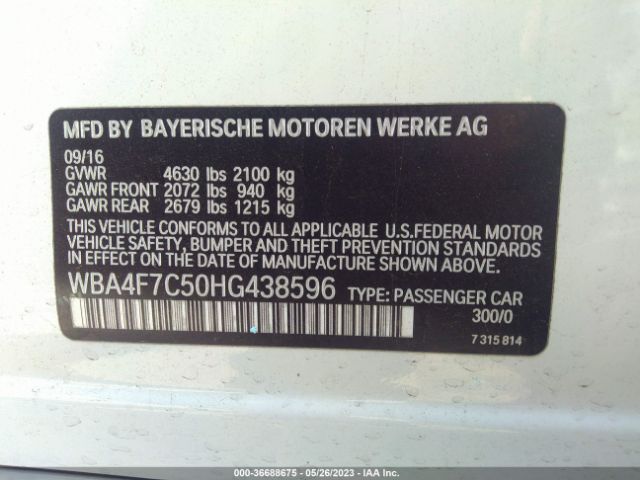 MFD BY BAYERISCHE MOTOREN WERKE AG
09/16
GVWR 4630 lbs 2100 kg
GAWR FRONT 2072 lbs 940 kg
GAWR REAR 2679 lbs 1215 kg
THIS VEHICLE CONFORMS TO ALL APPLICABLE U.S.FEDERAL MOTOR
VEHICLE SAFETY, BUMPER AND THEFT PREVENTION STANDARDS
IN EFFECT ON THE DATE OF MANUFACTURE SHOWN ABOVE.
WBA4F7C50HG438596 TYPE: PASSENGER CAR
300/0
7 315 814
000-36688675 / 05/26/2023 - IAA Inc.